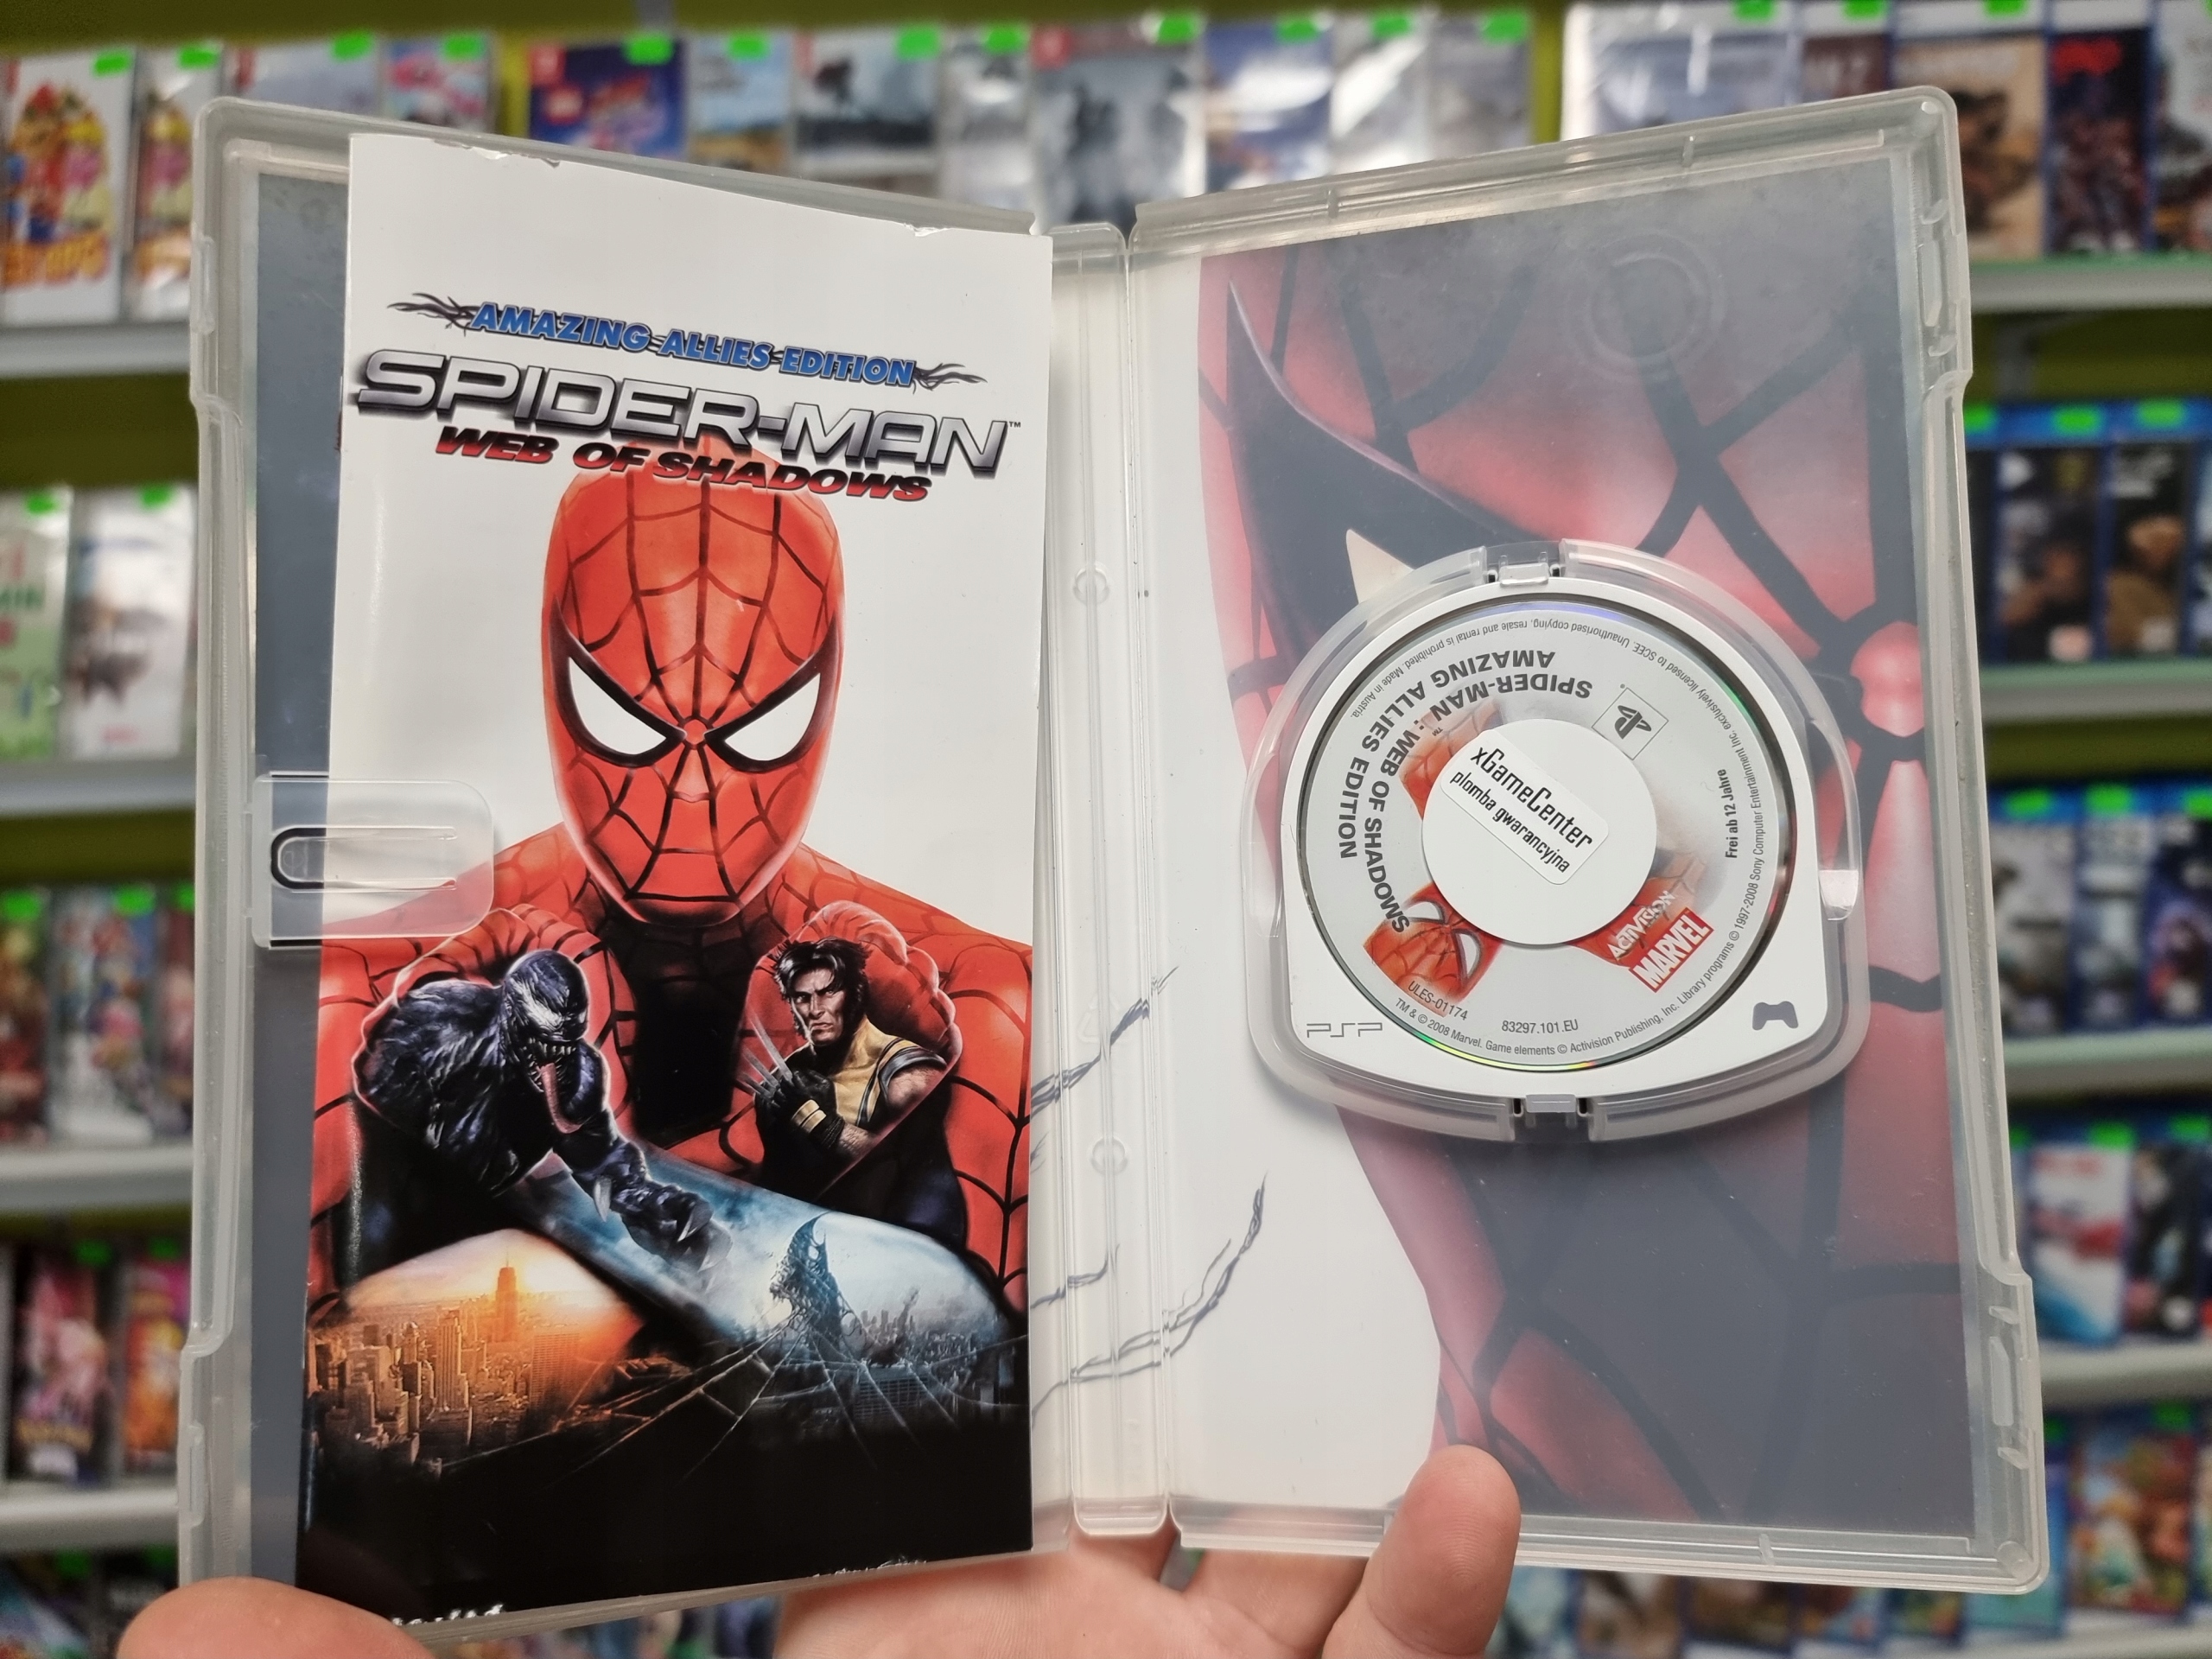 AMAZING ALLIES EDITION
SPIDER-MAN™
WEB OF SHADOWS
SPIDER-MAN : WEB OF SHADOWS™
AMAZING ALLIES EDITION
xGameCenter
plomba gwarancyjna
Frei ab 12 Jahre
ACTIVISION
MARVEL
ULES-01174
83297.101.EU
TM & © 2008 Marvel. Game elements © Activision Publishing, Inc. Library programs © 1997-2008 Sony Computer Entertainment Inc. exclusively licensed to SCEE. Unauthorised copying, resale and rental is prohibited. Made in Austria.
PSP